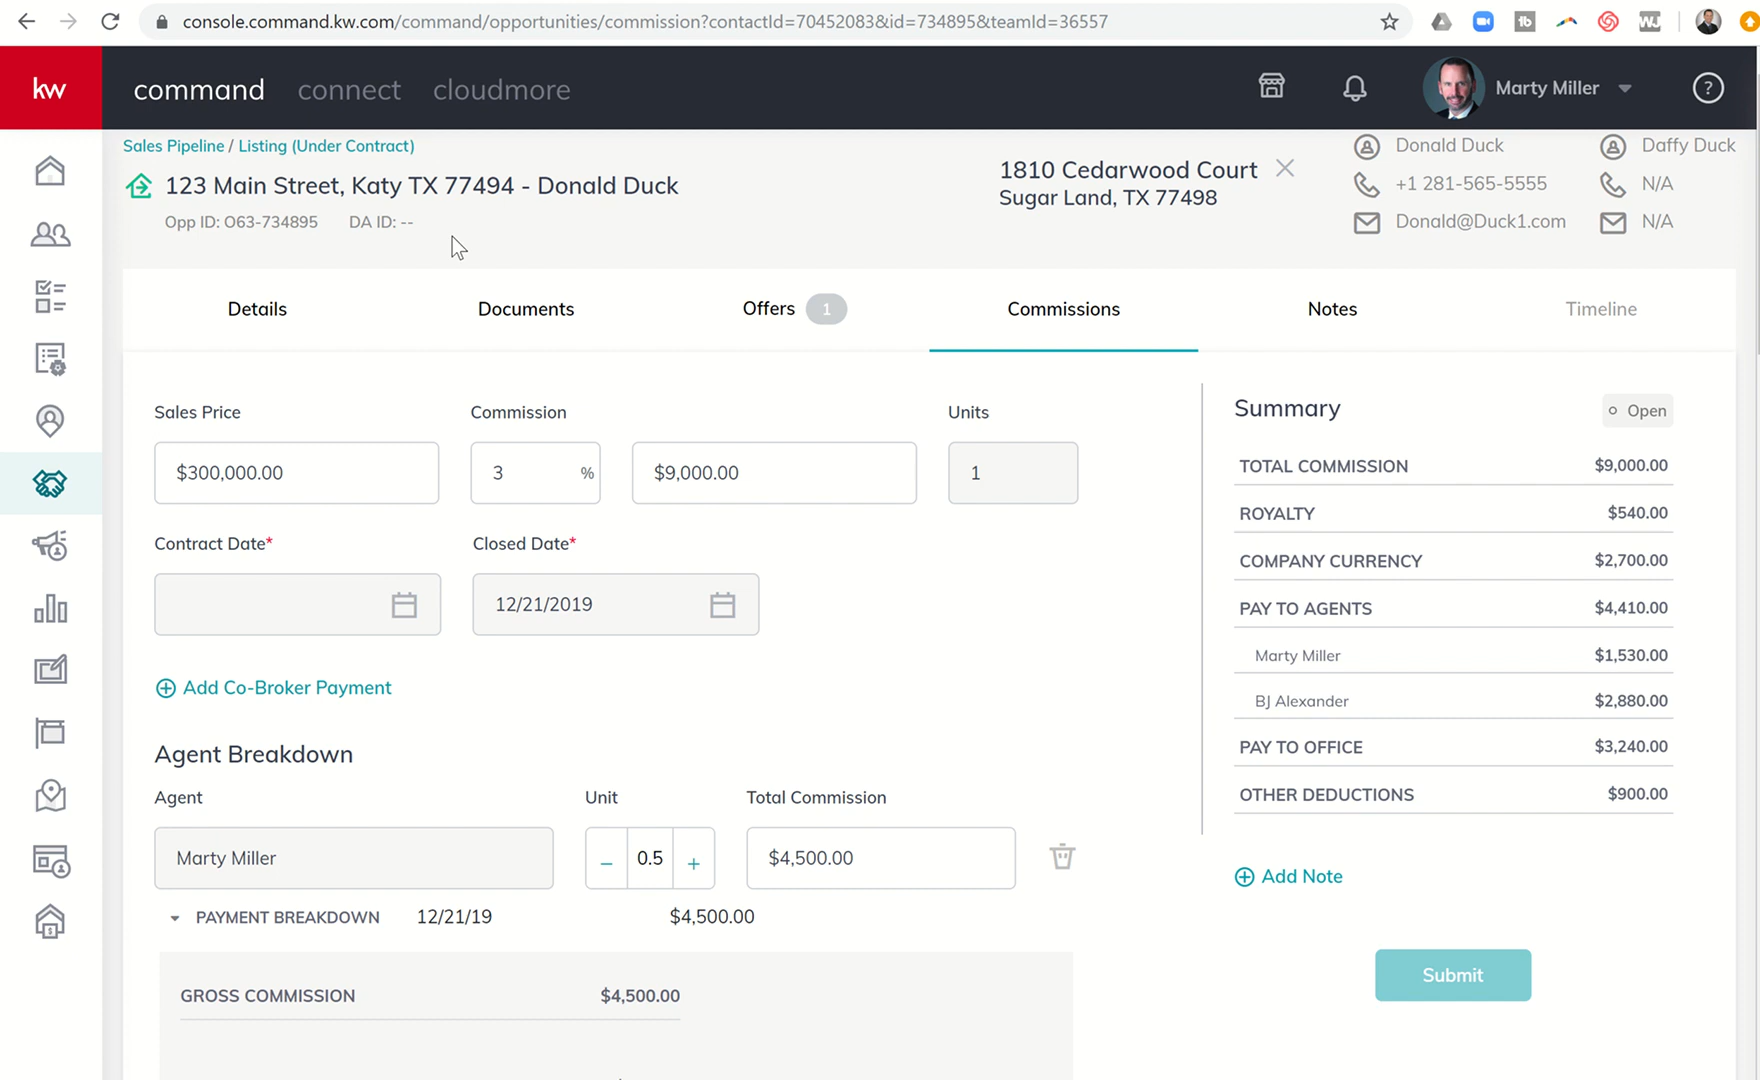 console.command.kw.com/command/opportunities/commission?contactId=70452083&id=734895&teamId=36557
kw
command connect cloudmore
Marty Miller
?
Sales Pipeline / Listing (Under Contract)
123 Main Street, Katy TX 77494 - Donald Duck
Opp ID: O63-734895 DA ID: --
1810 Cedarwood Court
Sugar Land, TX 77498
Donald Duck
+1 281-565-5555
Donald@Duck1.com
Daffy Duck
N/A
N/A
Details Documents Offers 1 Commissions Notes Timeline
Sales Price Commission Units
$300,000.00 3 % $9,000.00 1
Contract Date* Closed Date*
12/21/2019
Add Co-Broker Payment
Agent Breakdown
Agent Unit Total Commission
Marty Miller − 0.5 + $4,500.00
PAYMENT BREAKDOWN 12/21/19 $4,500.00
GROSS COMMISSION $4,500.00
Summary Open
TOTAL COMMISSION $9,000.00
ROYALTY $540.00
COMPANY CURRENCY $2,700.00
PAY TO AGENTS $4,410.00
Marty Miller $1,530.00
BJ Alexander $2,880.00
PAY TO OFFICE $3,240.00
OTHER DEDUCTIONS $900.00
Add Note
Submit